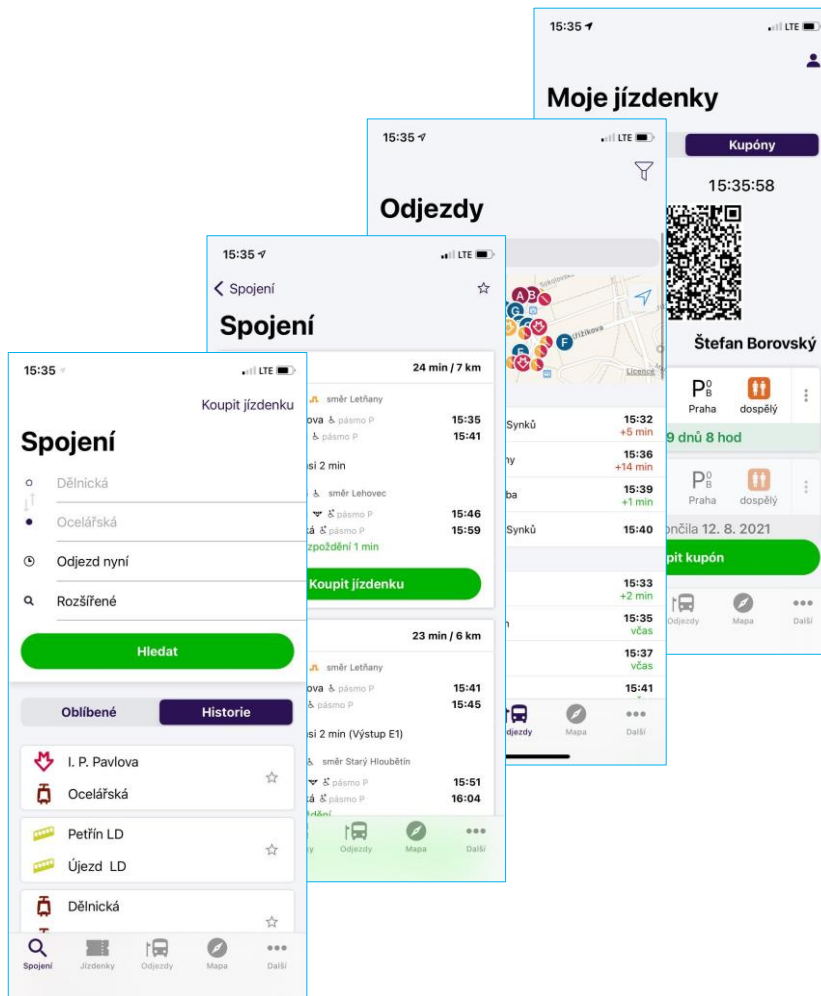 15:35
LTE
Koupit jízdenku
Spojení
Dělnická
Ocelářská
Odjezd nyní
Rozšířené
Hledat
Oblíbené
Historie
I. P. Pavlova
Ocelářská
Petřín LD
Újezd LD
Dělnická
Spojení
Jízdenky
Odjezdy
Mapa
Další
15:35
LTE
Spojení
Spojení
24 min / 7 km
směr Letňany
ova pásmo P 15:35
pásmo P 15:41
si 2 min
směr Lehovec
pásmo P 15:46
ká pásmo P 15:59
zpoždění 1 min
Koupit jízdenku
23 min / 6 km
směr Letňany
ova pásmo P 15:41
pásmo P 15:45
si 2 min (Výstup E1)
směr Starý Hloubětín
pásmo P 15:51
ká pásmo P 16:04
Odjezdy
Mapa
Další
15:35
LTE
Odjezdy
A B
G
F
Křižíkova
Licence
Synků 15:32
+5 min
ny 15:36
+14 min
ba 15:39
+1 min
Synků 15:40
15:33
+2 min
15:35
včas
15:37
včas
15:41
djezdy
Mapa
Další
15:35
LTE
Moje jízdenky
Kupóny
15:35:58
Štefan Borovský
P 0 B
Praha
dospělý
9 dnů 8 hod
P 0 B
Praha
dospělý
nčila 12. 8. 2021
pit kupón
Odjezdy
Mapa
Další